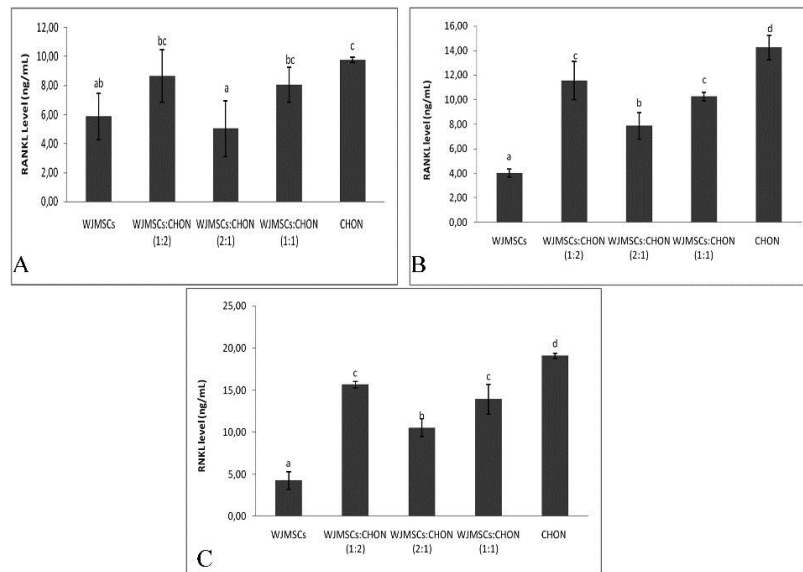 RANKL Level (ng/mL)
12,00
10,00
8,00
6,00
4,00
2,00
0,00
ab
bc
a
bc
c
WJMSCs
WJMSCs:CHON
(1:2)
WJMSCs:CHON
(2:1)
WJMSCs:CHON
(1:1)
CHON
A
RANKL level (ng/mL)
16,00
14,00
12,00
10,00
8,00
6,00
4,00
2,00
0,00
a
c
b
c
d
WJMSCs
WJMSCs:CHON
(1:2)
WJMSCs:CHON
(2:1)
WJMSCs:CHON
(1:1)
CHON
B
RNKL level (ng/mL)
25,00
20,00
15,00
10,00
5,00
0,00
a
c
b
c
d
WJMSCs
WJMSCs:CHON
(1:2)
WJMSCs:CHON
(2:1)
WJMSCs:CHON
(1:1)
CHON
C